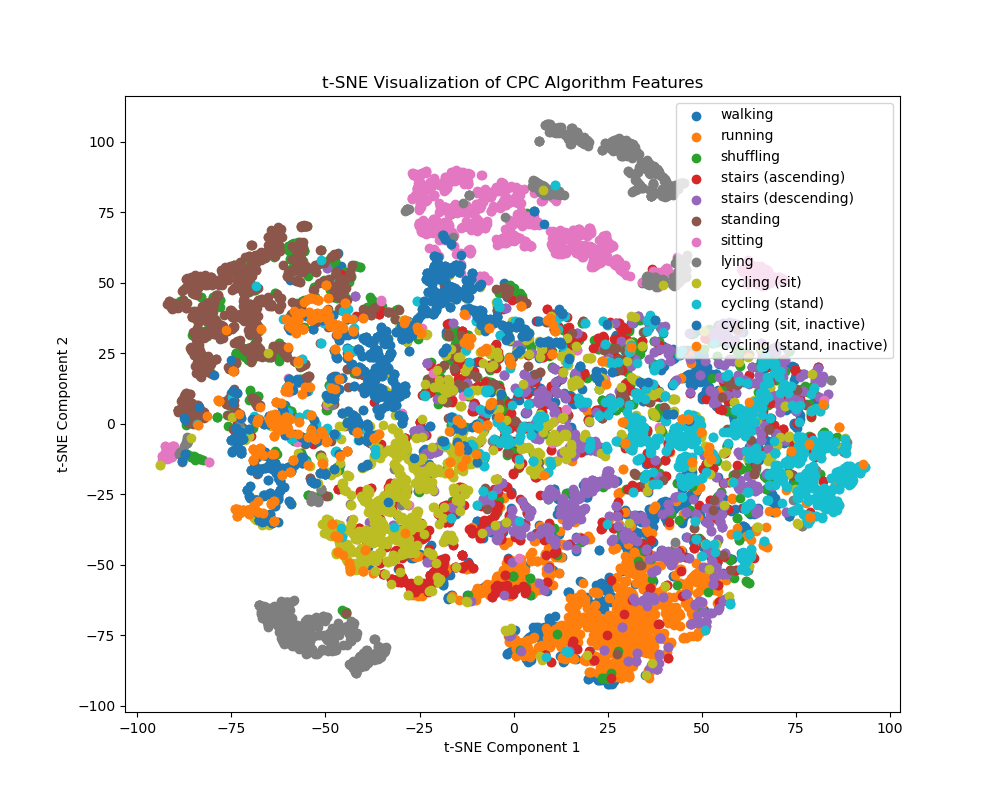 t-SNE Visualization of CPC Algorithm Features
walking
running
shuffling
stairs (ascending)
stairs (descending)
standing
sitting
lying
cycling (sit)
cycling (stand)
cycling (sit, inactive)
cycling (stand, inactive)
100
75
50
25
0
−25
−50
−75
−100
t-SNE Component 2
−100 −75 −50 −25 0 25 50 75 100
t-SNE Component 1